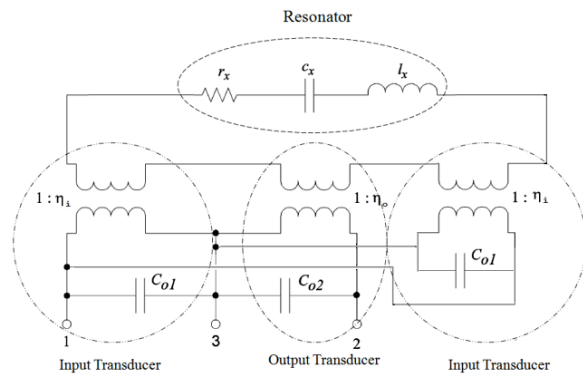 Resonator
r_x
c_x
l_x
1 : η_i
1 : η_o
1 : η_i
C_o1
C_o1
C_o2
1
3
2
Input Transducer
Output Transducer
Input Transducer